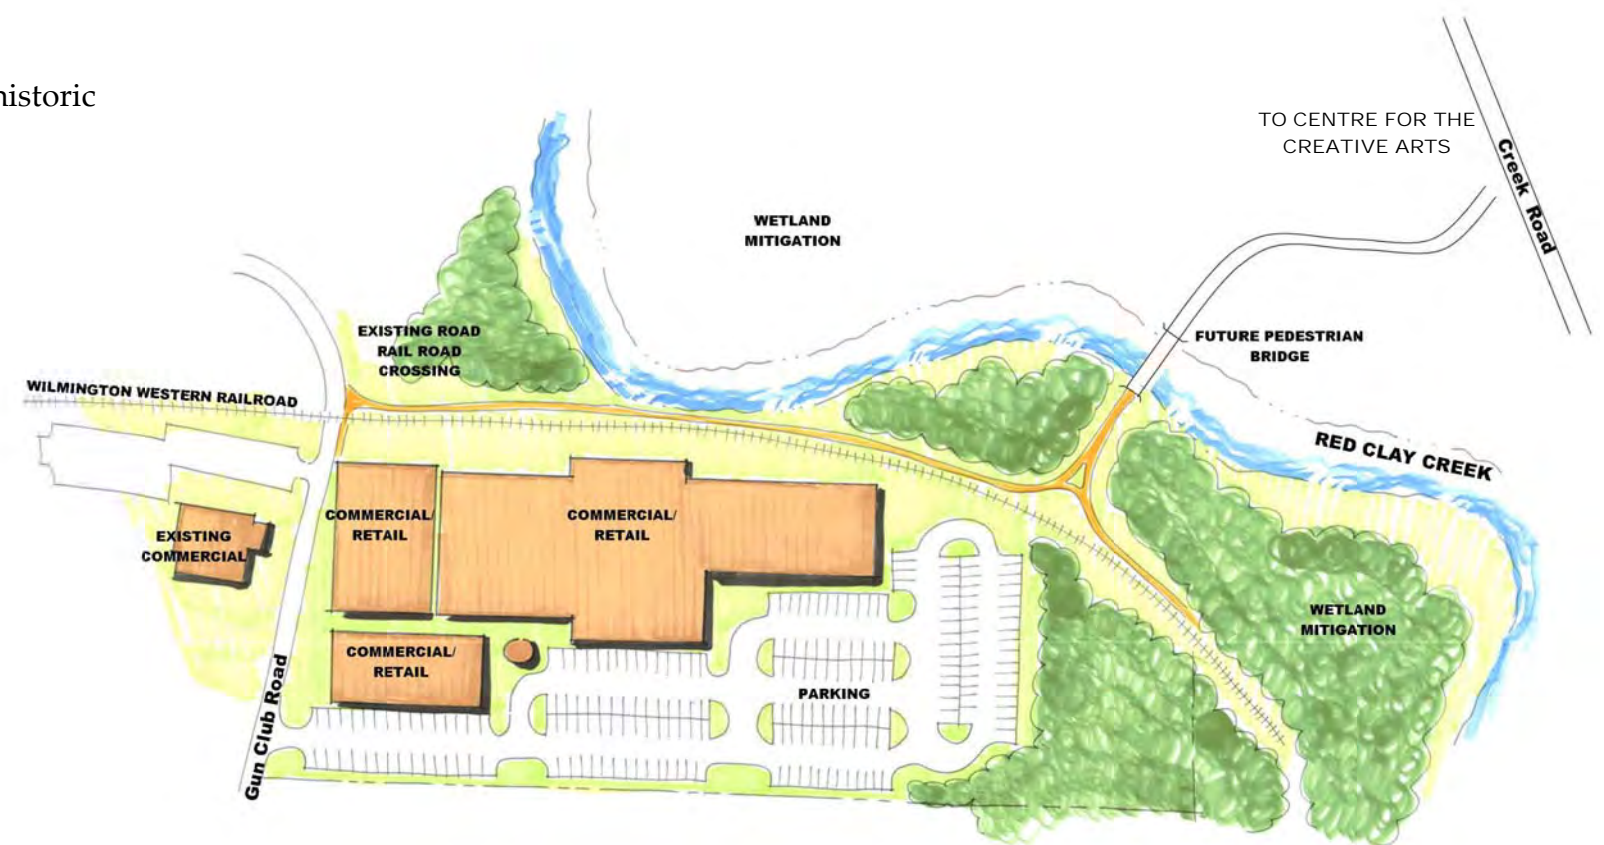 historic
TO CENTRE FOR THE
CREATIVE ARTS
Creek Road
WETLAND
MITIGATION
EXISTING ROAD
RAIL ROAD
CROSSING
FUTURE PEDESTRIAN
BRIDGE
WILMINGTON WESTERN RAILROAD
RED CLAY CREEK
EXISTING
COMMERCIAL
COMMERCIAL/
RETAIL
COMMERCIAL/
RETAIL
WETLAND
MITIGATION
COMMERCIAL/
RETAIL
PARKING
Gun Club Road